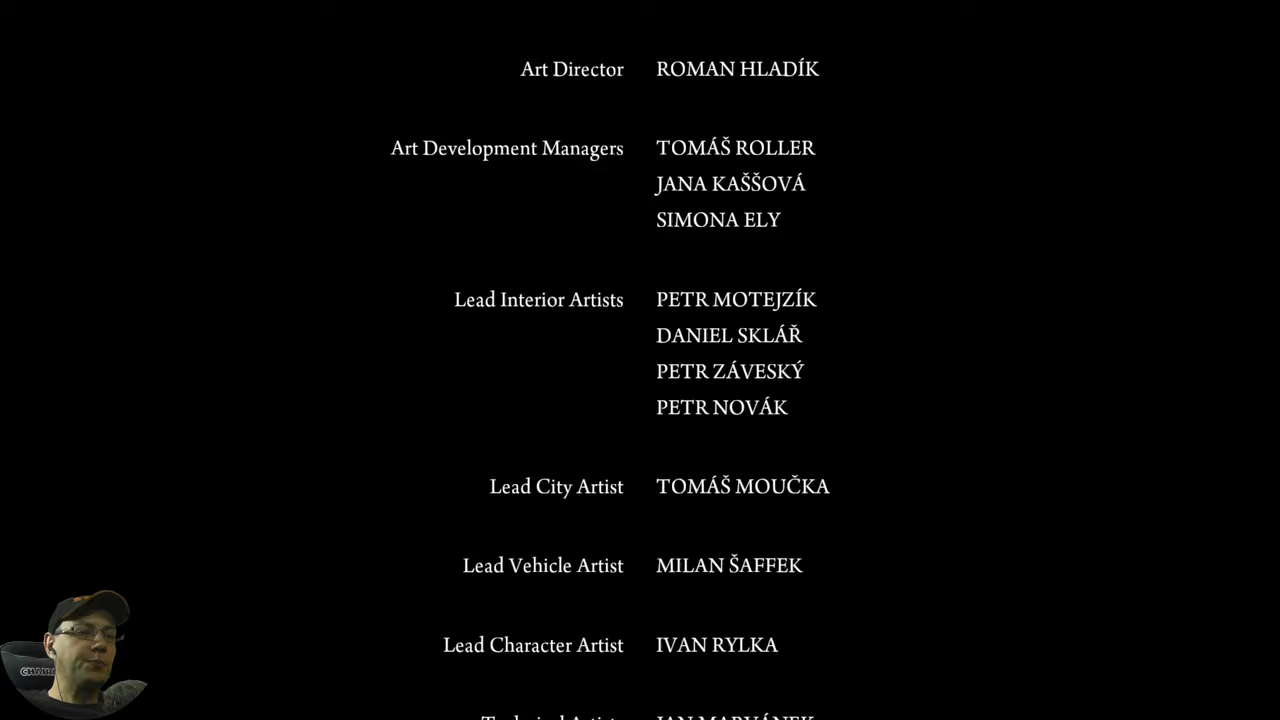 Art Director ROMAN HLADÍK
Art Development Managers TOMÁŠ ROLLER
JANA KAŠŠOVÁ
SIMONA ELY
Lead Interior Artists PETR MOTEJZÍK
DANIEL SKLÁŘ
PETR ZÁVESKÝ
PETR NOVÁK
Lead City Artist TOMÁŠ MOUČKA
Lead Vehicle Artist MILAN ŠAFFEK
Lead Character Artist IVAN RYLKA